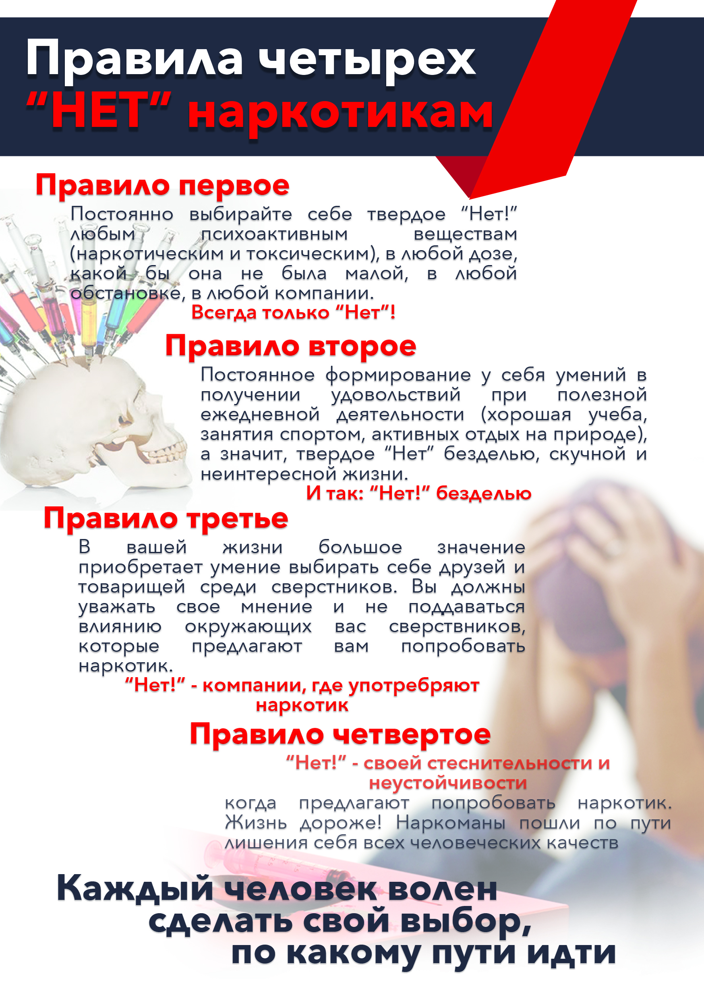 Правила четырех
“НЕТ” наркотикам
Правило первое
Постоянно выбирайте себе твердое “Нет!”
любым психоактивным веществам
(наркотическим и токсическим), в любой дозе,
какой бы она не была малой, в любой
обстановке, в любой компании.
Всегда только “Нет”!
Правило второе
Постоянное формирование у себя умений в
получении удовольствий при полезной
ежедневной деятельности (хорошая учеба,
занятия спортом, активных отдых на природе),
а значит, твердое “Нет” безделью, скучной и
неинтересной жизни.
И так: “Нет!” безделью
Правило третье
В вашей жизни большое значение
приобретает умение выбирать себе друзей и
товарищей среди сверстников. Вы должны
уважать свое мнение и не поддаваться
влиянию окружающих вас сверствников,
которые предлагают вам попробовать
наркотик.
“Нет!” - компании, где употребряют
наркотик
Правило четвертое
“Нет!” - своей стеснительности и
неустойчивости
когда предлагают попробовать наркотик.
Жизнь дороже! Наркоманы пошли по пути
лишения себя всех человеческих качеств
Каждый человек волен
сделать свой выбор,
по какому пути идти